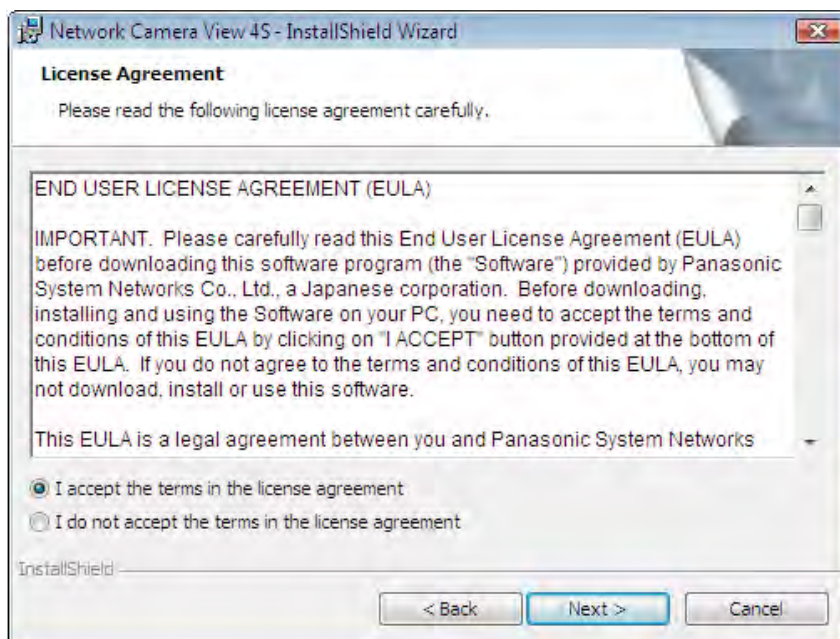 Network Camera View 4S - InstallShield Wizard
License Agreement
Please read the following license agreement carefully.
END USER LICENSE AGREEMENT (EULA)
IMPORTANT.  Please carefully read this End User License Agreement (EULA)
before downloading this software program (the "Software") provided by Panasonic
System Networks Co., Ltd., a Japanese corporation.  Before downloading,
installing and using the Software on your PC, you need to accept the terms and
conditions of this EULA by clicking on "I ACCEPT" button provided at the bottom of
this EULA.  If you do not agree to the terms and conditions of this EULA, you may
not download, install or use this software.
This EULA is a legal agreement between you and Panasonic System Networks
I accept the terms in the license agreement
I do not accept the terms in the license agreement
InstallShield
< Back
Next >
Cancel